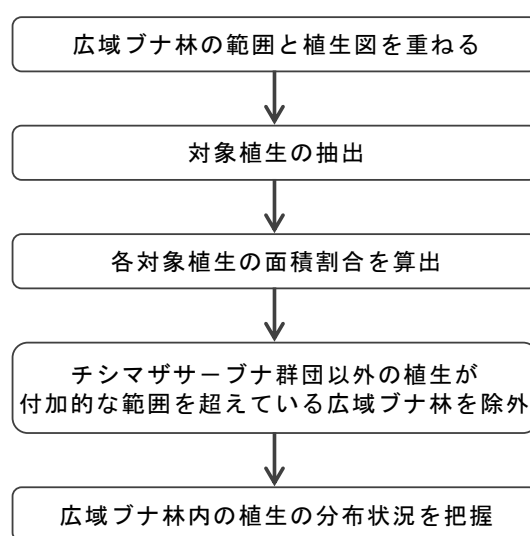 広域ブナ林の範囲と植生図を重ねる
対象植生の抽出
各対象植生の面積割合を算出
チシマザサーブナ群団以外の植生が
付加的な範囲を超えている広域ブナ林を除外
広域ブナ林内の植生の分布状況を把握